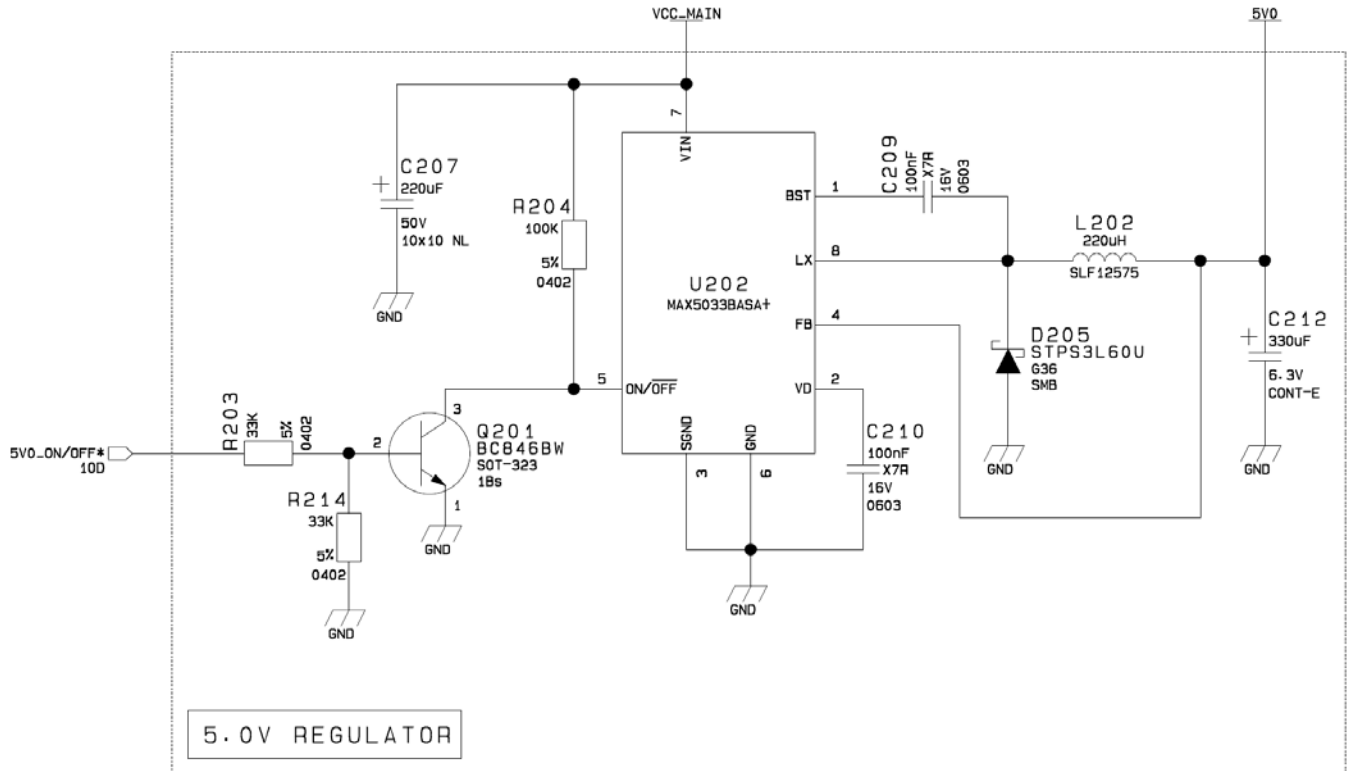 VCC_MAIN
5V0
7
VIN
C207
+
220uF
50V
10x10 NL
GND
R204
100K
5%
0402
U202
MAX5033BASA+
BST
1
LX
8
FB
4
VD
2
5
ON/OFF
SGND
3
GND
6
C209
100nF
X7R
16V
0603
L202
220uH
SLF12575
D205
STPS3L60U
G36
SMB
GND
C212
+
330uF
6.3V
CONT-E
GND
C210
100nF
X7R
16V
0603
GND
5V0_ON/OFF*
10D
R203
33K
5%
0402
2
3
Q201
BC846BW
SOT-323
1Bs
1
GND
R214
33K
5%
0402
GND
5.0V REGULATOR